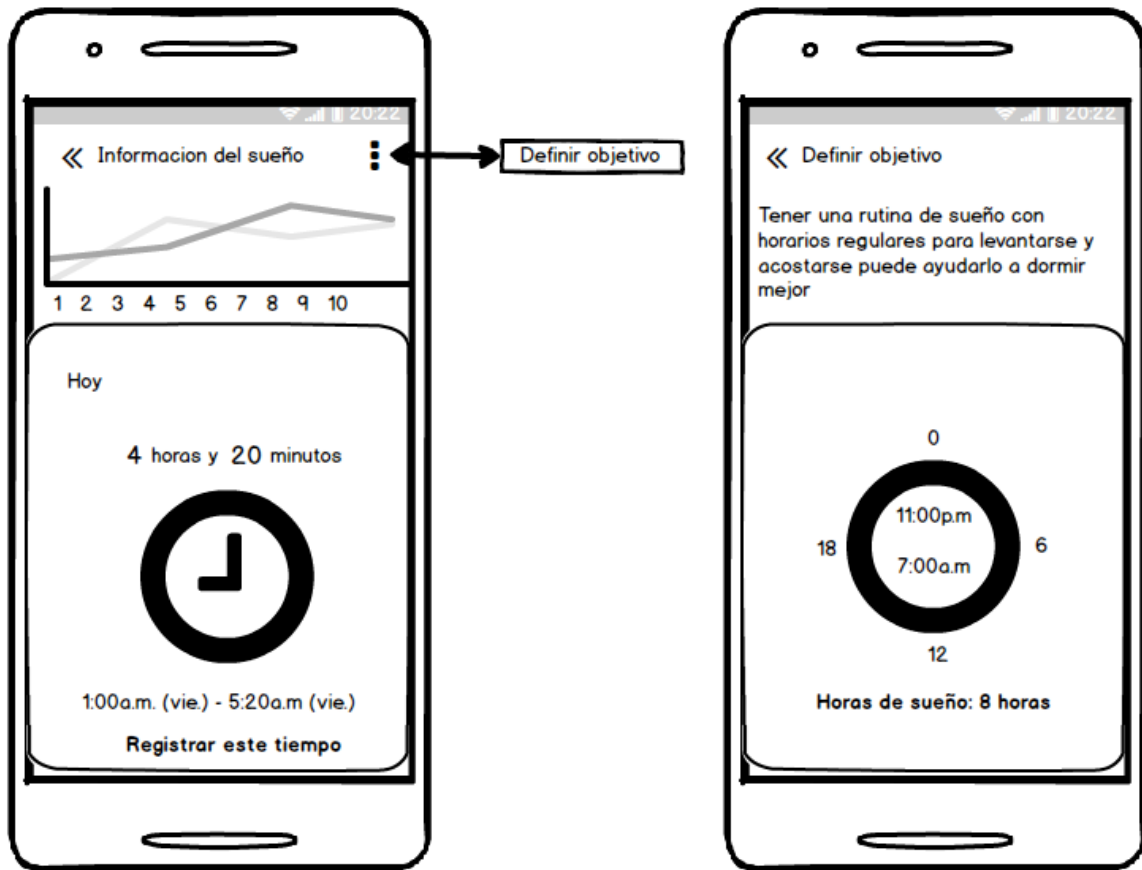 20:22
Informacion del sueño
Definir objetivo
1 2 3 4 5 6 7 8 9 10
Hoy
4 horas y 20 minutos
1:00a.m. (vie.) - 5:20a.m (vie.)
Registrar este tiempo
20:22
Definir objetivo
Tener una rutina de sueño con
horarios regulares para levantarse y
acostarse puede ayudarlo a dormir
mejor
0
11:00p.m
18
6
7:00a.m
12
Horas de sueño: 8 horas